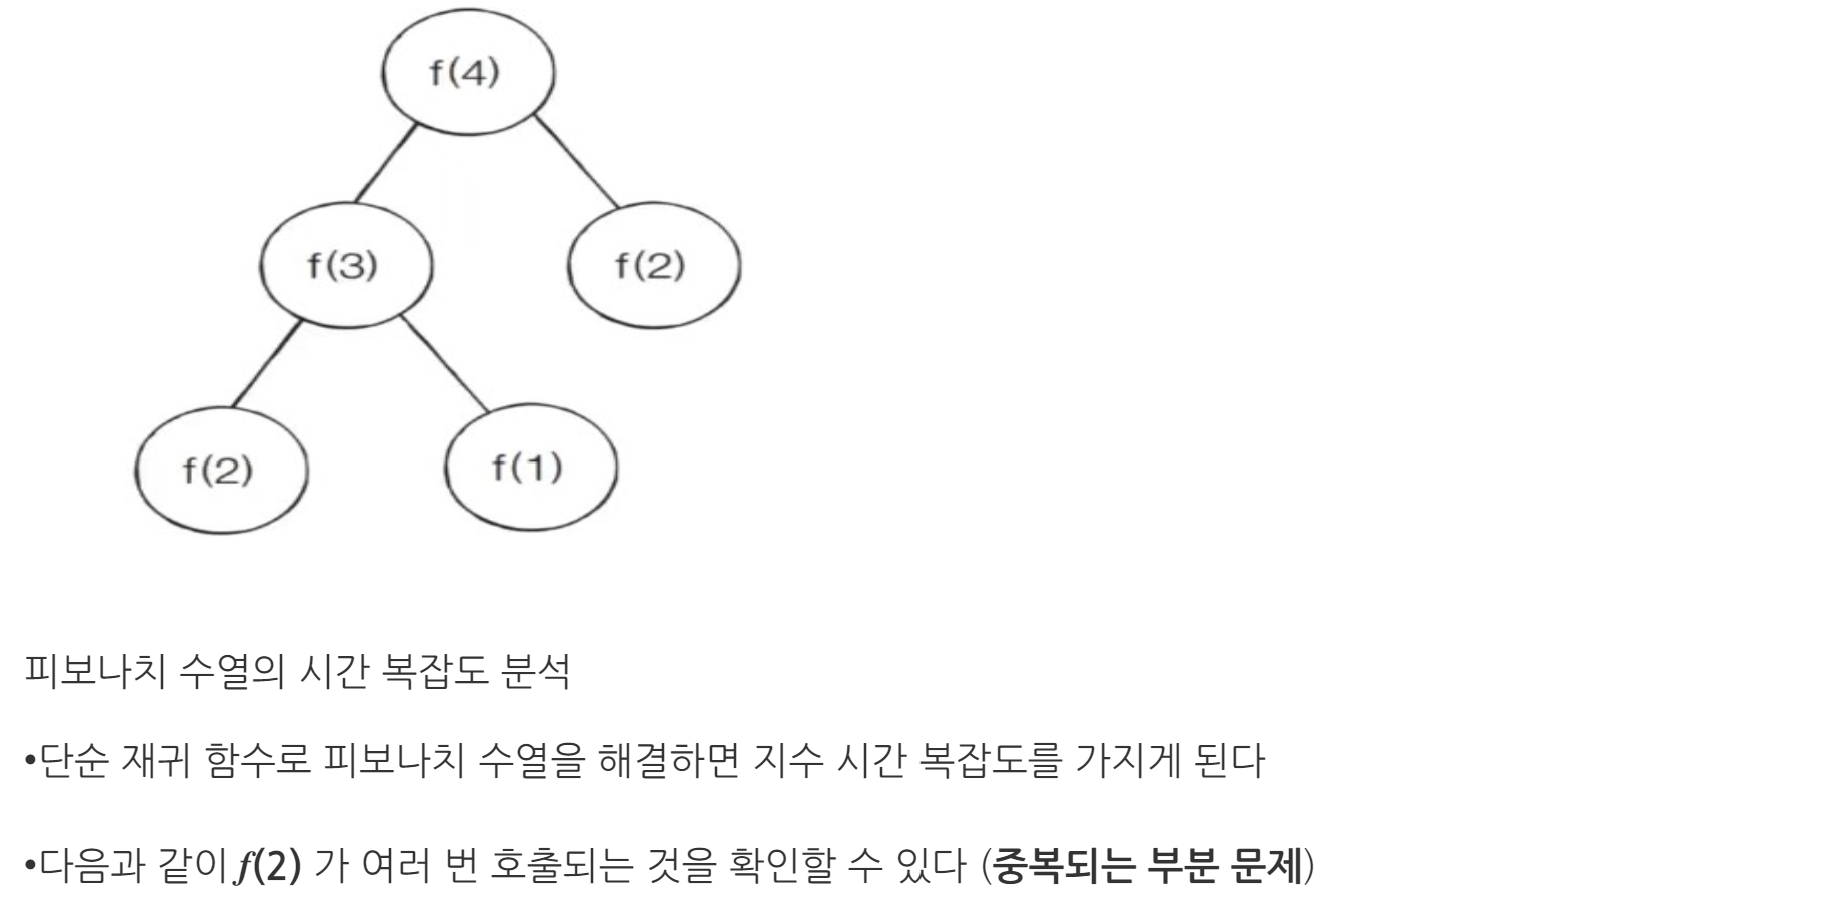 f(4)
f(3)
f(2)
f(2)
f(1)
피보나치 수열의 시간 복잡도 분석
•단순 재귀 함수로 피보나치 수열을 해결하면 지수 시간 복잡도를 가지게 된다
•다음과 같이 f(2) 가 여러 번 호출되는 것을 확인할 수 있다 (중복되는 부분 문제)